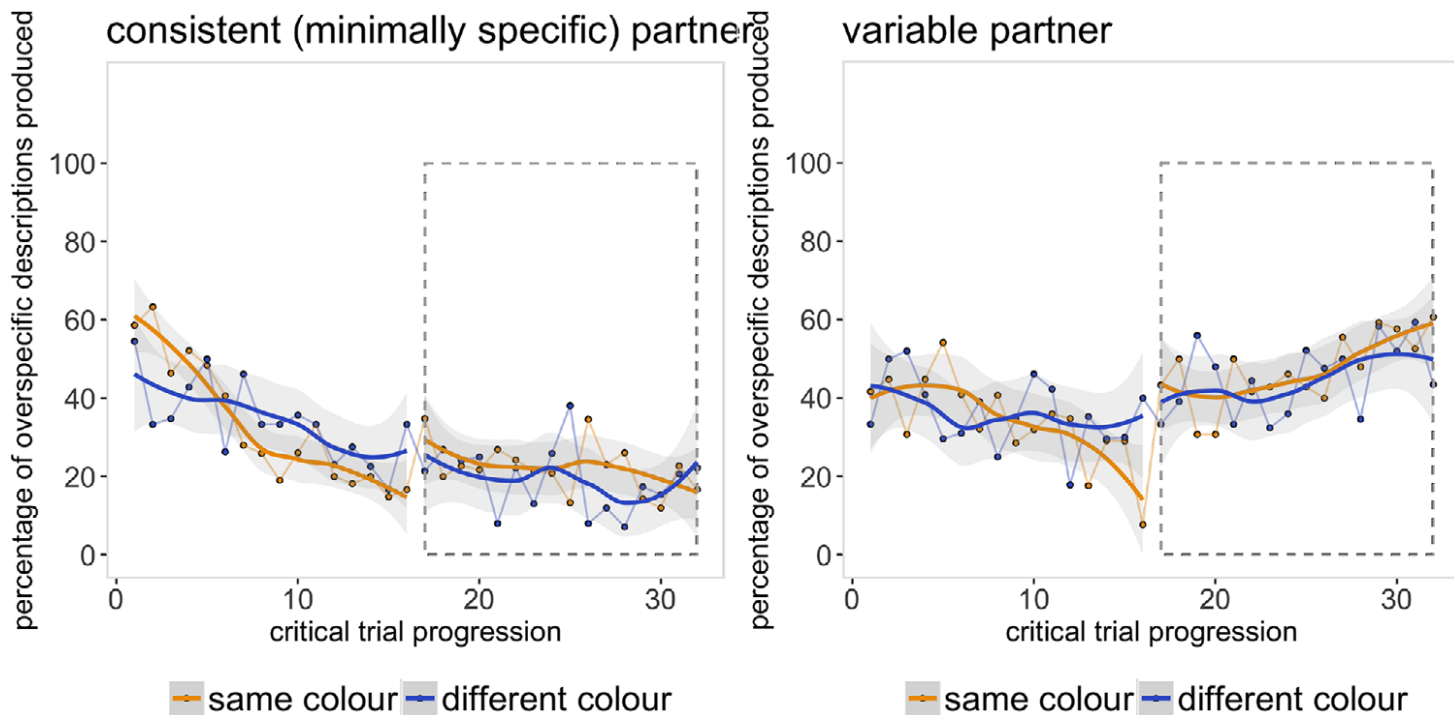 consistent (minimally specific) partner
percentage of overspecific descriptions produced
100
80
60
40
20
0
0 10 20 30
critical trial progression
same colour different colour
variable partner
percentage of overspecific descriptions produced
100
80
60
40
20
0
0 10 20 30
critical trial progression
same colour different colour